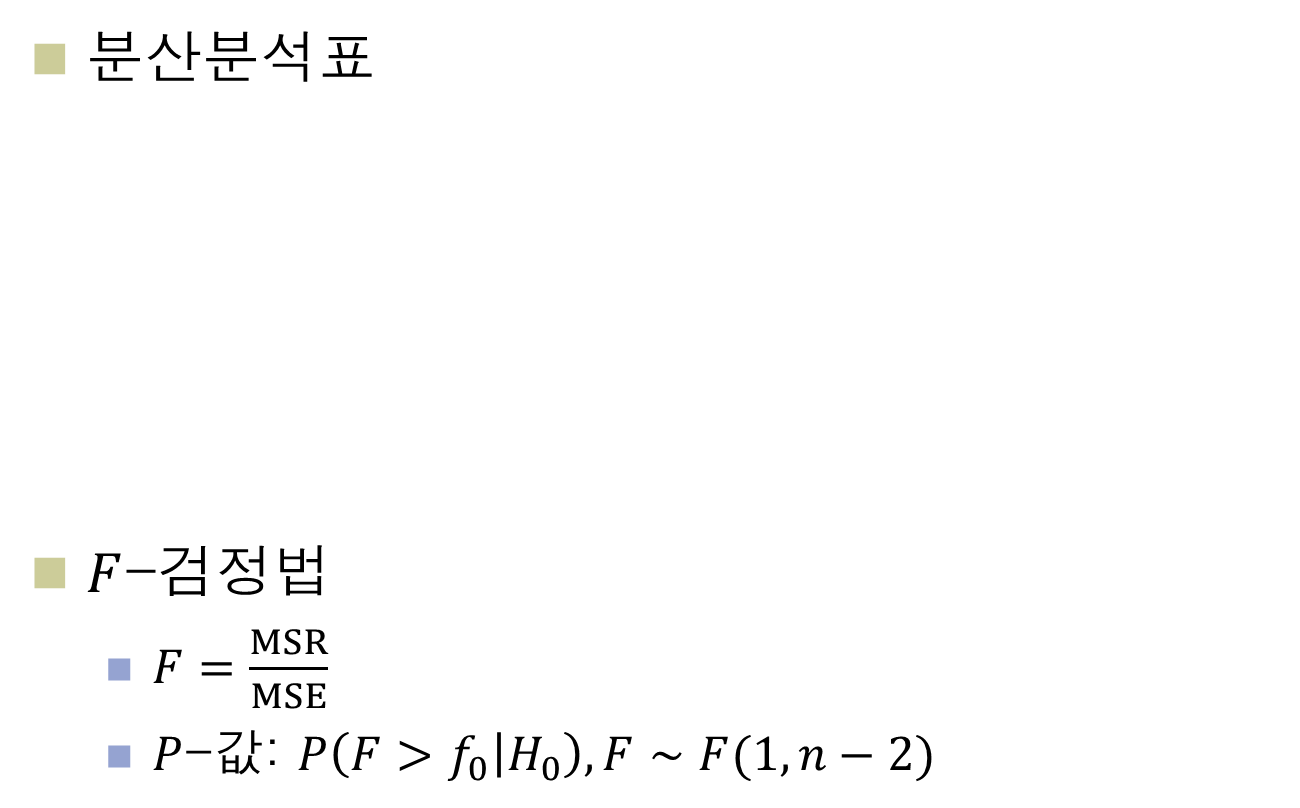 분산분석표
F-검정법
F = MSR/MSE
P-값: P(F > f₀|H₀), F ~ F(1, n − 2)